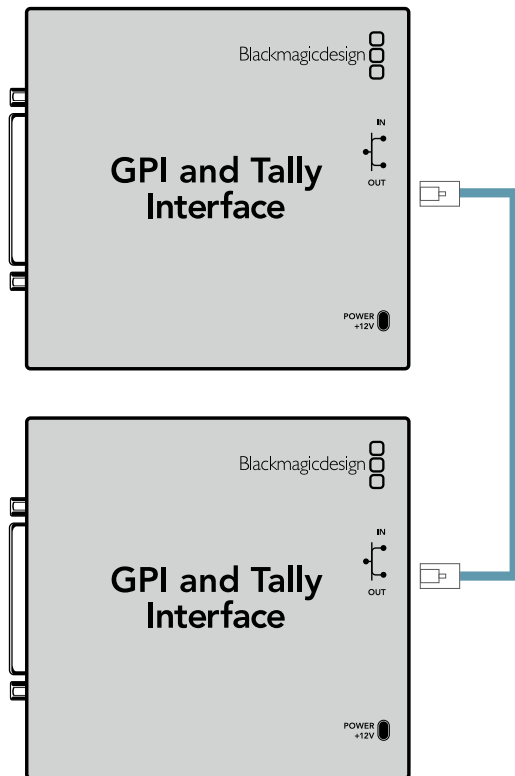 Blackmagicdesign
IN
OUT
GPI and Tally
Interface
POWER
+12V
Blackmagicdesign
IN
OUT
GPI and Tally
Interface
POWER
+12V